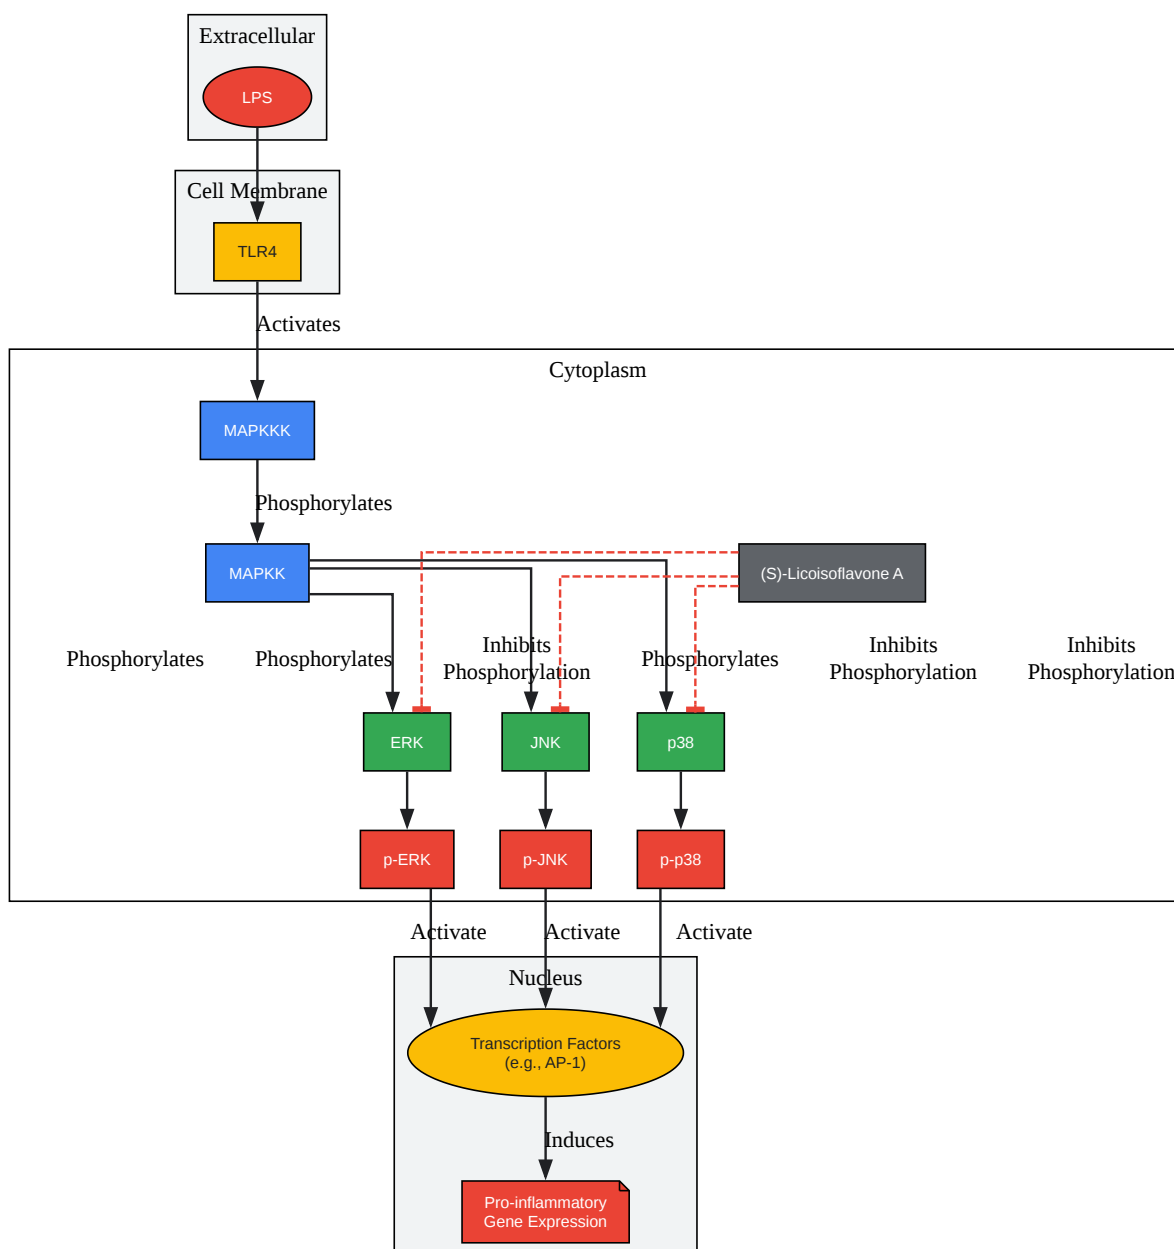 Extracellular
LPS
Cell Membrane
TLR4
Activates
Cytoplasm
MAPKKK
Phosphorylates
MAPKK
(S)-Licoisoflavone A
Phosphorylates
Phosphorylates
Inhibits
Phosphorylation
Phosphorylates
Inhibits
Phosphorylation
Inhibits
Phosphorylation
ERK
JNK
p38
p-ERK
p-JNK
p-p38
Activate
Activate
Activate
Nucleus
Transcription Factors
(e.g., AP-1)
Induces
Pro-inflammatory
Gene Expression